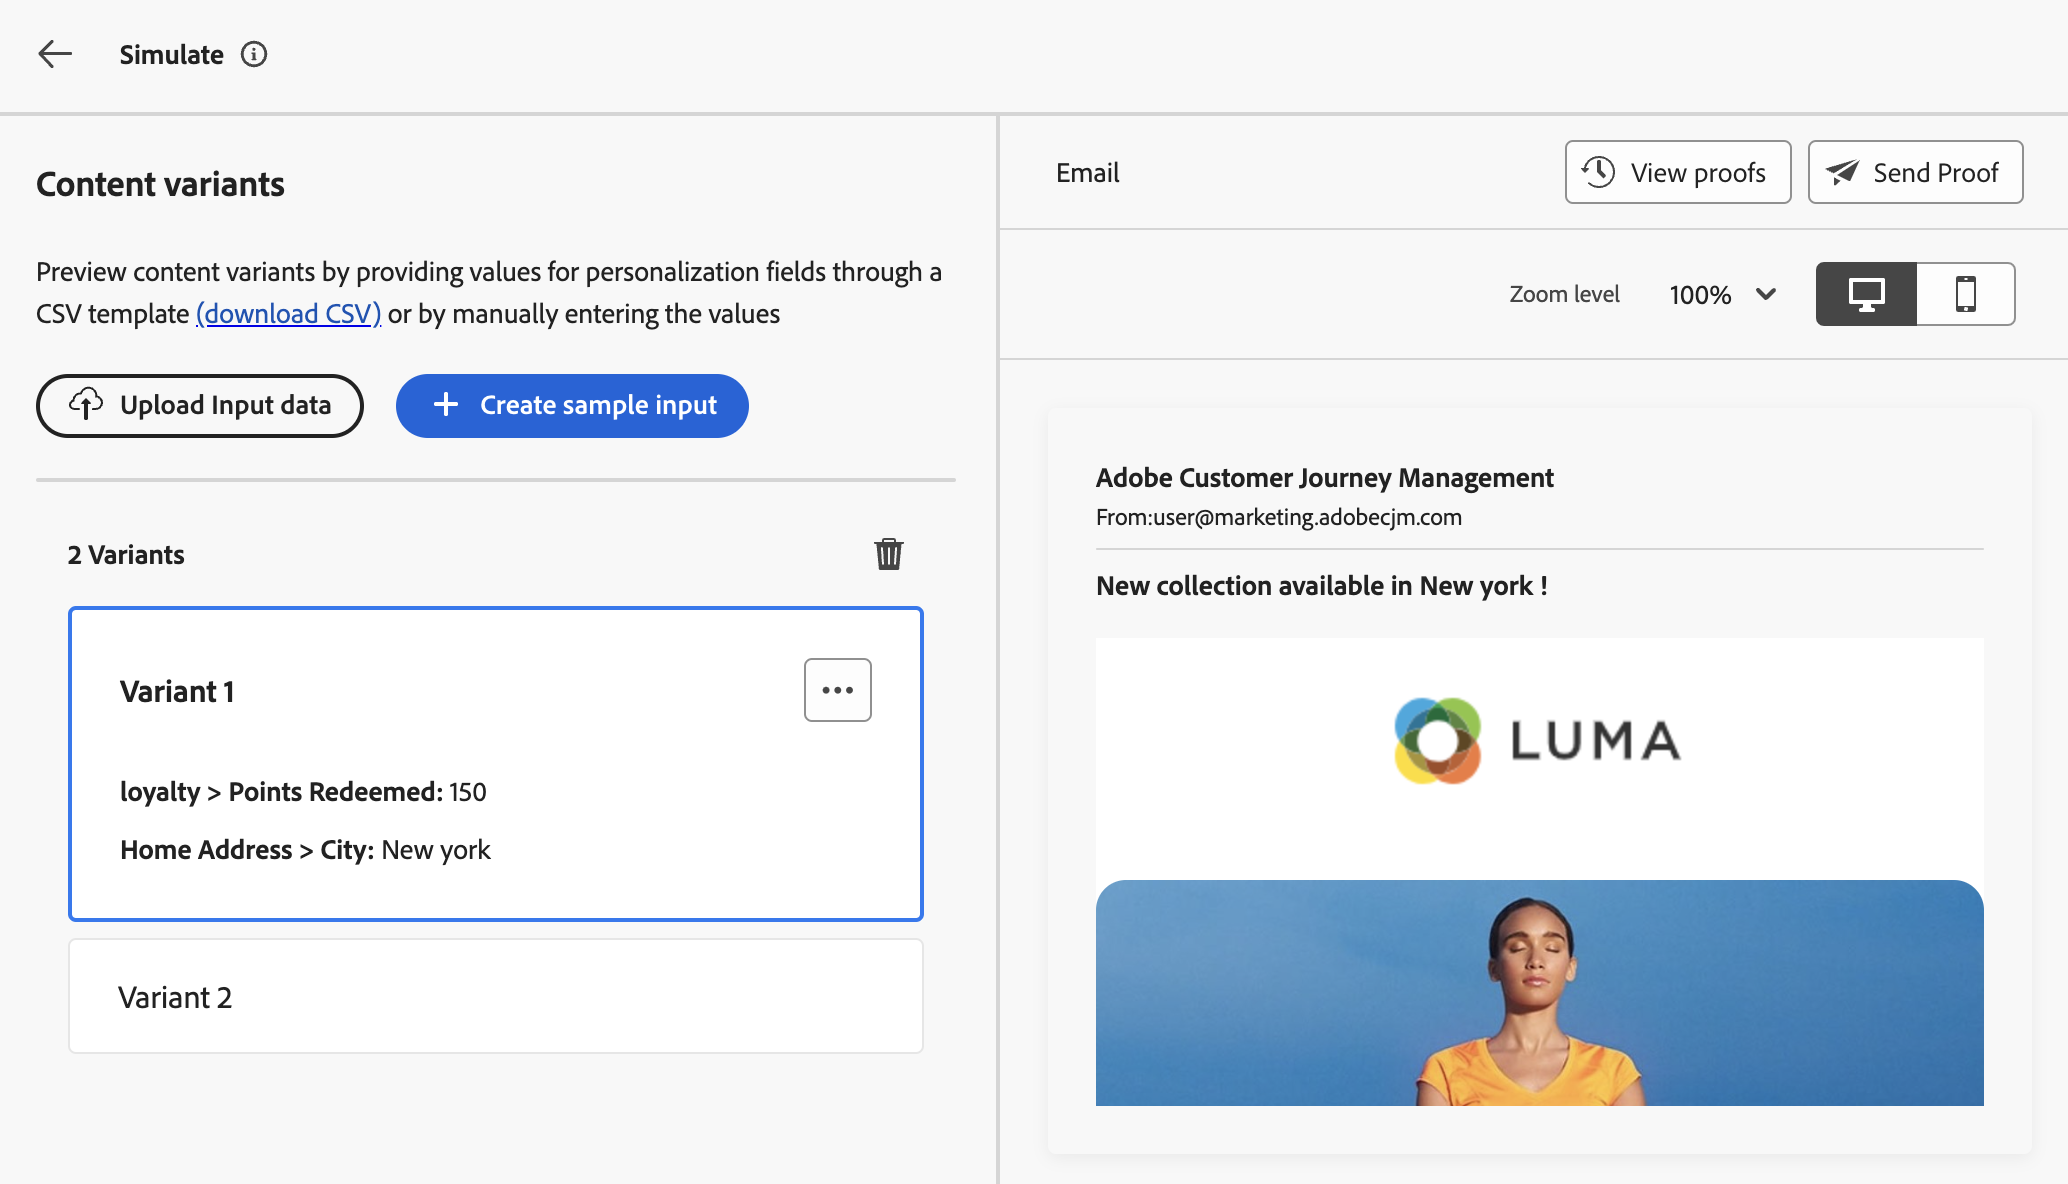 Simulate
Content variants
Preview content variants by providing values for personalization fields through a
CSV template (download CSV) or by manually entering the values
Upload Input data
Create sample input
2 Variants
Variant 1
loyalty > Points Redeemed: 150
Home Address > City: New york
Variant 2
Email
View proofs
Send Proof
Zoom level 100%
Adobe Customer Journey Management
From:user@marketing.adobecjm.com
New collection available in New york !
LUMA